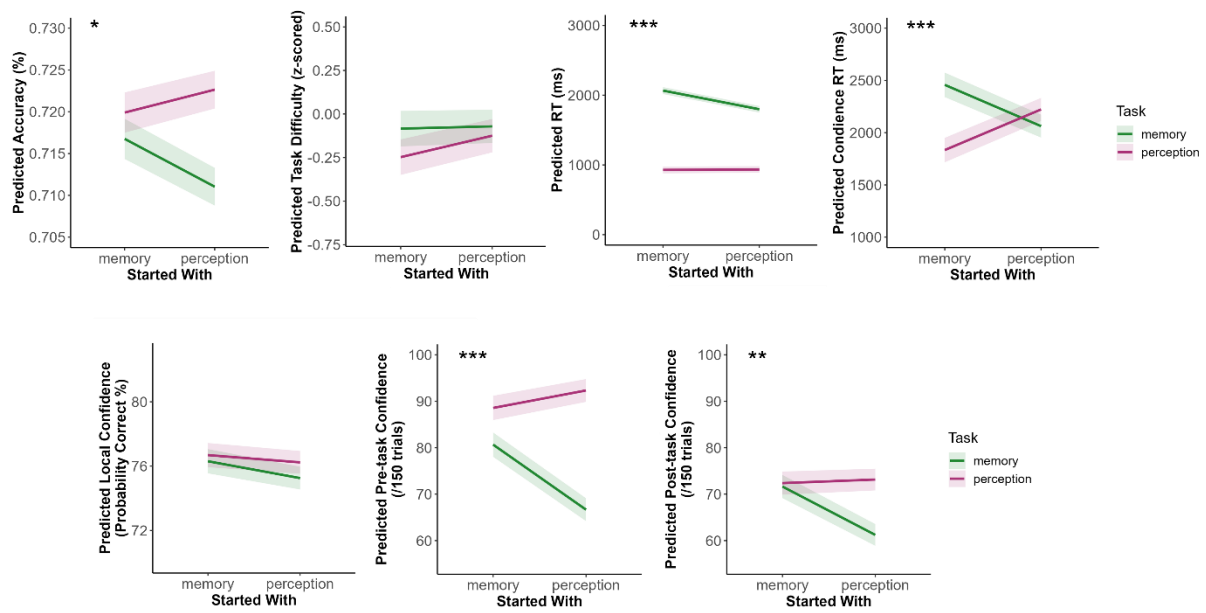 *
Predicted Accuracy (%)
0.730
0.725
0.720
0.715
0.710
0.705
memory perception
Started With
Predicted Task Difficulty (z-scored)
0.50
0.25
0.00
-0.25
-0.50
-0.75
memory perception
Started With
***
Predicted RT (ms)
3000
2000
1000
0
memory perception
Started With
***
Predicted Condience RT (ms)
3000
2500
2000
1500
1000
memory perception
Started With
Task
memory
perception
Predicted Local Confidence
(Probability Correct %)
80
76
72
memory perception
Started With
***
Predicted Pre-task Confidence
(/150 trials)
100
90
80
70
60
memory perception
Started With
**
Predicted Post-task Confidence
(/150 trials)
100
90
80
70
60
memory perception
Started With
Task
memory
perception